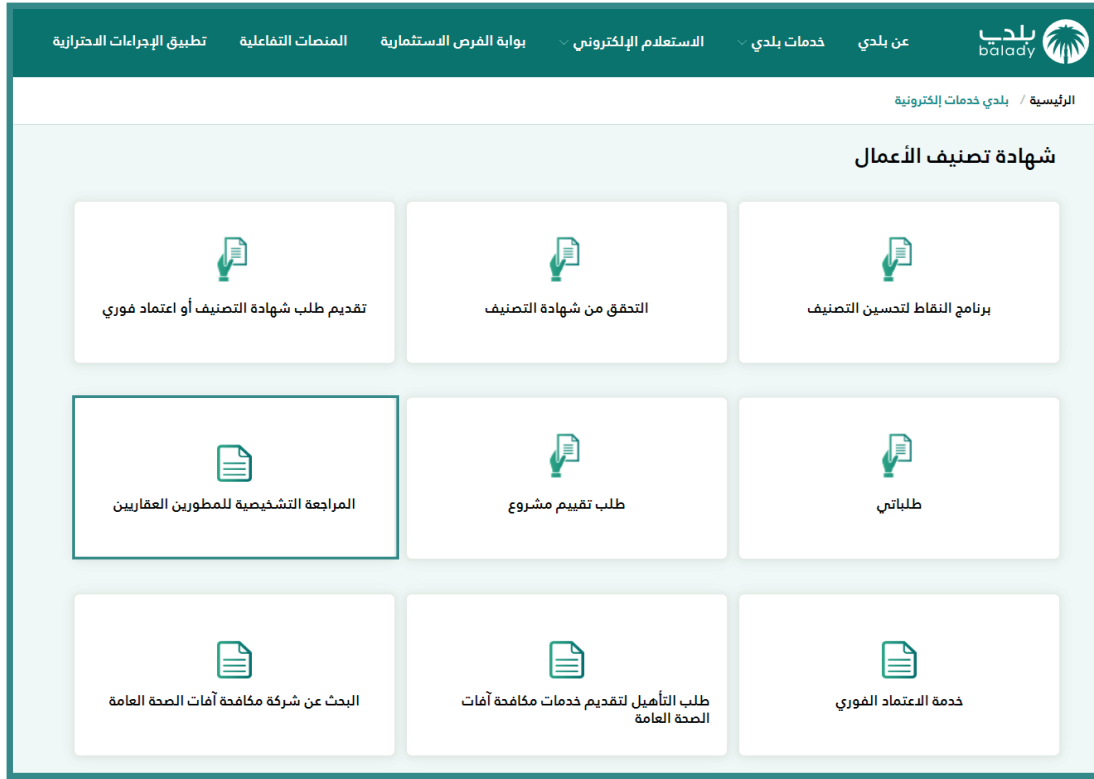 بلدي
balady
عن بلدي
خدمات بلدي
الاستعلام الإلكتروني
بوابة الفرص الاستثمارية
المنصات التفاعلية
تطبيق الإجراءات الاحترازية
الرئيسية / بلدي خدمات إلكترونية
شهادة تصنيف الأعمال
برنامج النقاط لتحسين التصنيف
التحقق من شهادة التصنيف
تقديم طلب شهادة التصنيف أو اعتماد فوري
طلباتي
طلب تقييم مشروع
المراجعة التشخيصية للمطورين العقاريين
خدمة الاعتماد الفوري
طلب التأهيل لتقديم خدمات مكافحة آفات
الصحة العامة
البحث عن شركة مكافحة آفات الصحة العامة